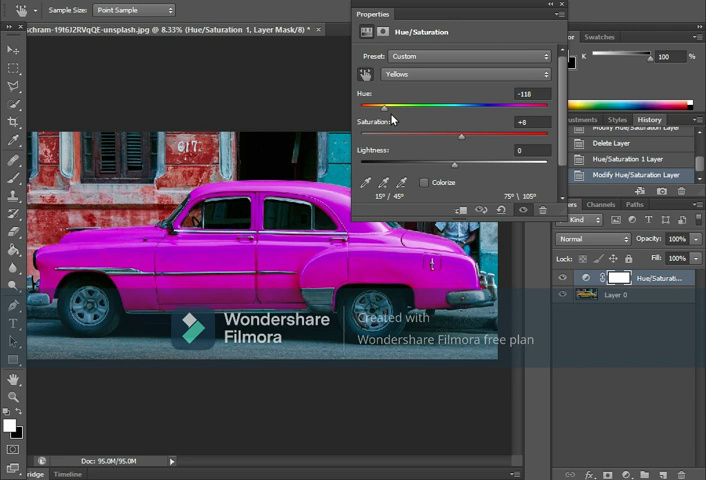 Sample Size: Point Sample
schram-19t6J2RVqQE-unsplash.jpg @ 8.33% (Hue/Saturation 1, Layer Mask/8) * ×
Properties
Hue/Saturation
Preset: Custom
Yellows
Hue: -118
Saturation: +8
Lightness: 0
Colorize
15° / 45° 75° \ 105°
Swatches
K 100 %
Styles History
Modify Hue/Saturation Layer
Delete Layer
Hue/Saturation 1 Layer
Modify Hue/Saturation Layer
Channels Paths
Kind
Normal Opacity: 100%
Lock: Fill: 100%
Hue/Saturati...
Layer 0
617.
Wondershare
Filmora
Created with
Wondershare Filmora free plan
Doc: 95.0M/95.0M
Timeline